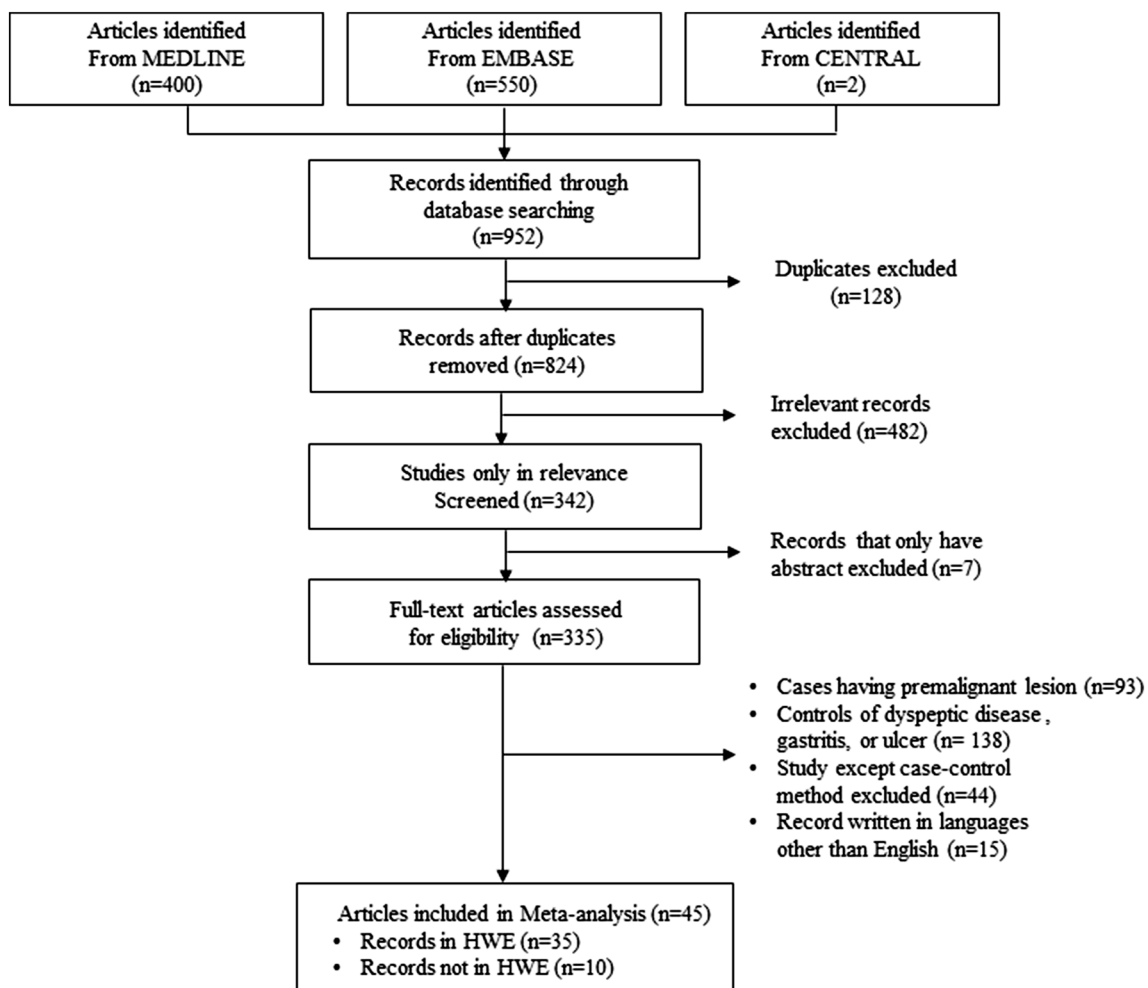 Articles identified
From MEDLINE
(n=400)
Articles identified
From EMBASE
(n=550)
Articles identified
From CENTRAL
(n=2)
Records identified through
database searching
(n=952)
Duplicates excluded
(n=128)
Records after duplicates
removed (n=824)
Irrelevant records
excluded (n=482)
Studies only in relevance
Screened (n=342)
Records that only have
abstract excluded (n=7)
Full-text articles assessed
for eligibility (n=335)
• Cases having premalignant lesion (n=93)
• Controls of dyspeptic disease ,
gastritis, or ulcer (n= 138)
• Study except case-control
method excluded (n=44)
• Record written in languages
other than English (n=15)
Articles included in Meta-analysis (n=45)
• Records in HWE (n=35)
• Records not in HWE (n=10)